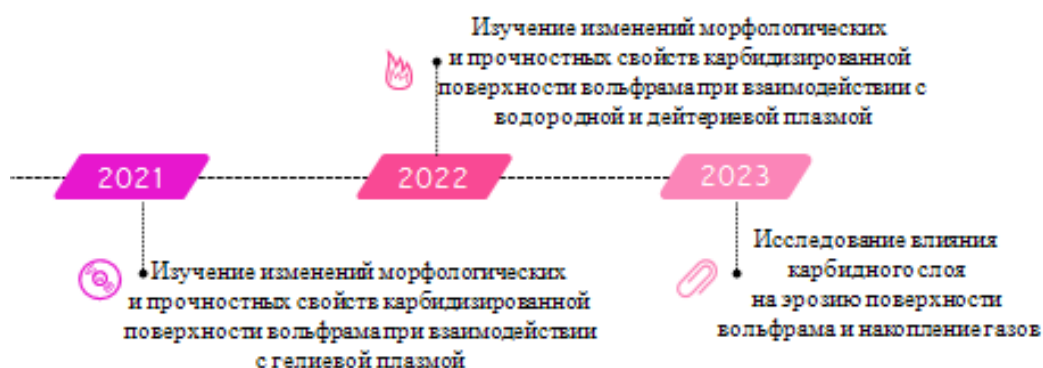 Изучение изменений морфологических
и прочностных свойств карбидизированной
поверхности вольфрама при взаимодействии с
водородной и дейтериевой плазмой
2021
2022
2023
Изучение изменений морфологических
и прочностных свойств карбидизированной
поверхности вольфрама при взаимодействии
с гелиевой плазмой
Исследование влияния
карбидного слоя
на эрозию поверхности
вольфрама и накопление газов